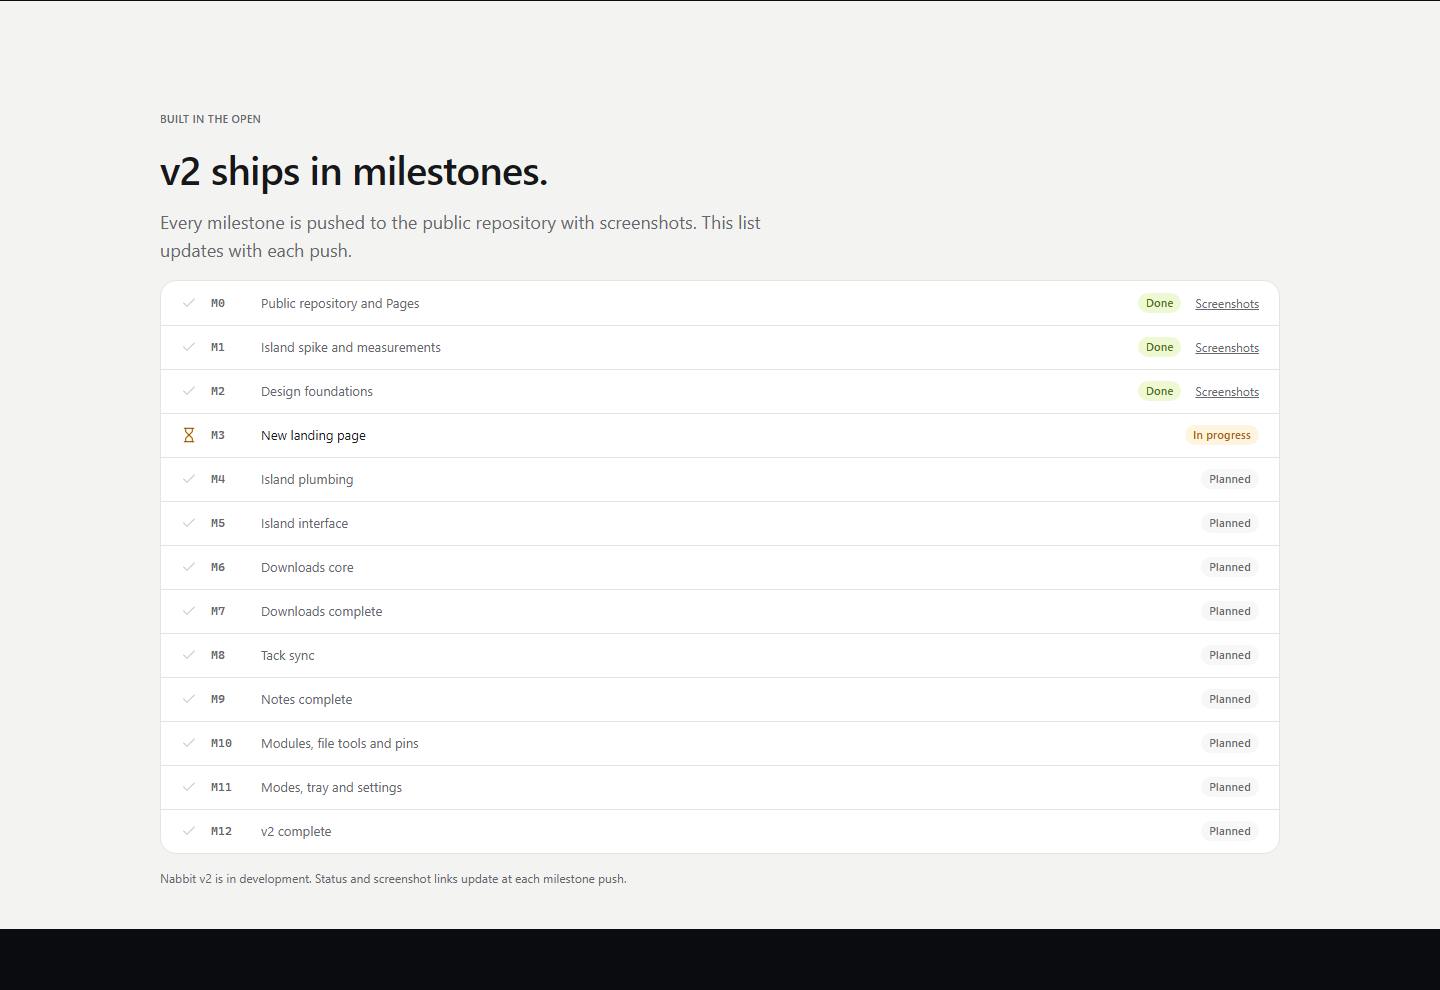 BUILT IN THE OPEN
v2 ships in milestones.
Every milestone is pushed to the public repository with screenshots. This list
updates with each push.
M0 Public repository and Pages Done Screenshots
M1 Island spike and measurements Done Screenshots
M2 Design foundations Done Screenshots
M3 New landing page In progress
M4 Island plumbing Planned
M5 Island interface Planned
M6 Downloads core Planned
M7 Downloads complete Planned
M8 Tack sync Planned
M9 Notes complete Planned
M10 Modules, file tools and pins Planned
M11 Modes, tray and settings Planned
M12 v2 complete Planned
Nabbit v2 is in development. Status and screenshot links update at each milestone push.